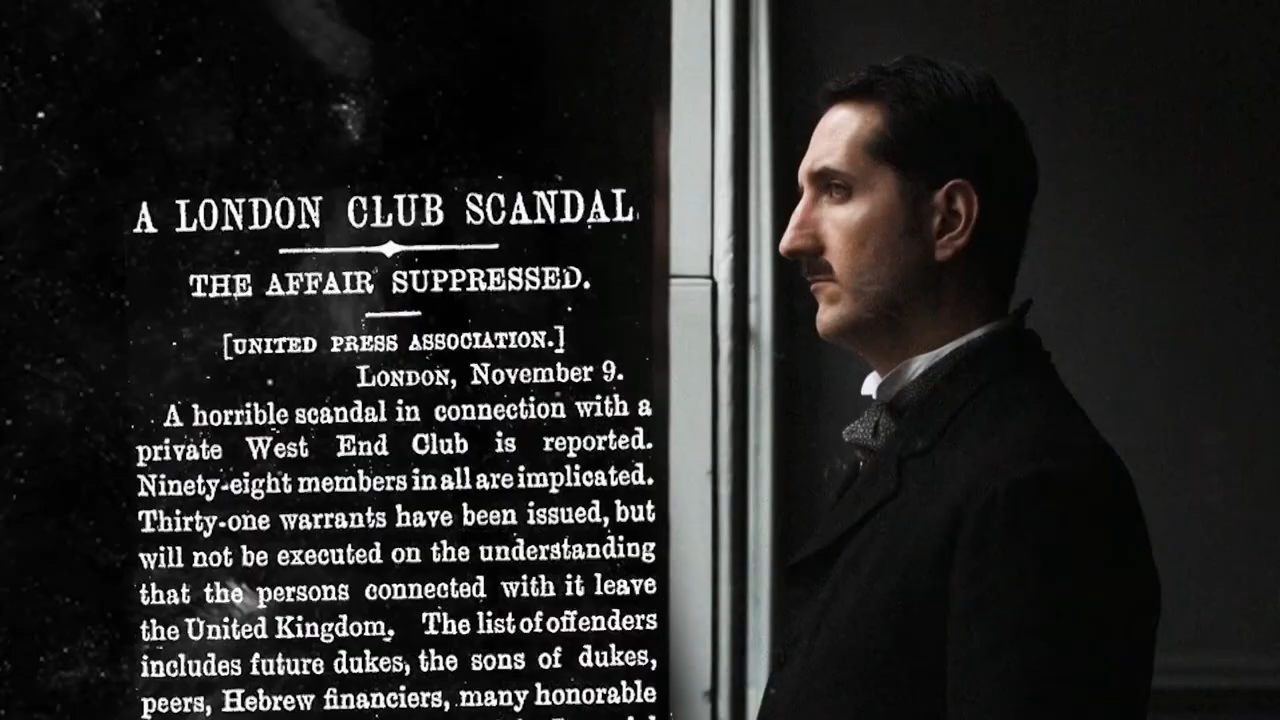 A LONDON CLUB SCANDAL.
THE AFFAIR SUPPRESSED.
[UNITED PRESS ASSOCIATION.]
LONDON, November 9.
A horrible scandal in connection with a
private West End Club is reported.
Ninety-eight members in all are implicated.
Thirty-one warrants have been issued, but
will not be executed on the understanding
that the persons connected with it leave
the United Kingdom. The list of offenders
includes future dukes, the sons of dukes,
peers, Hebrew financiers, many honorable